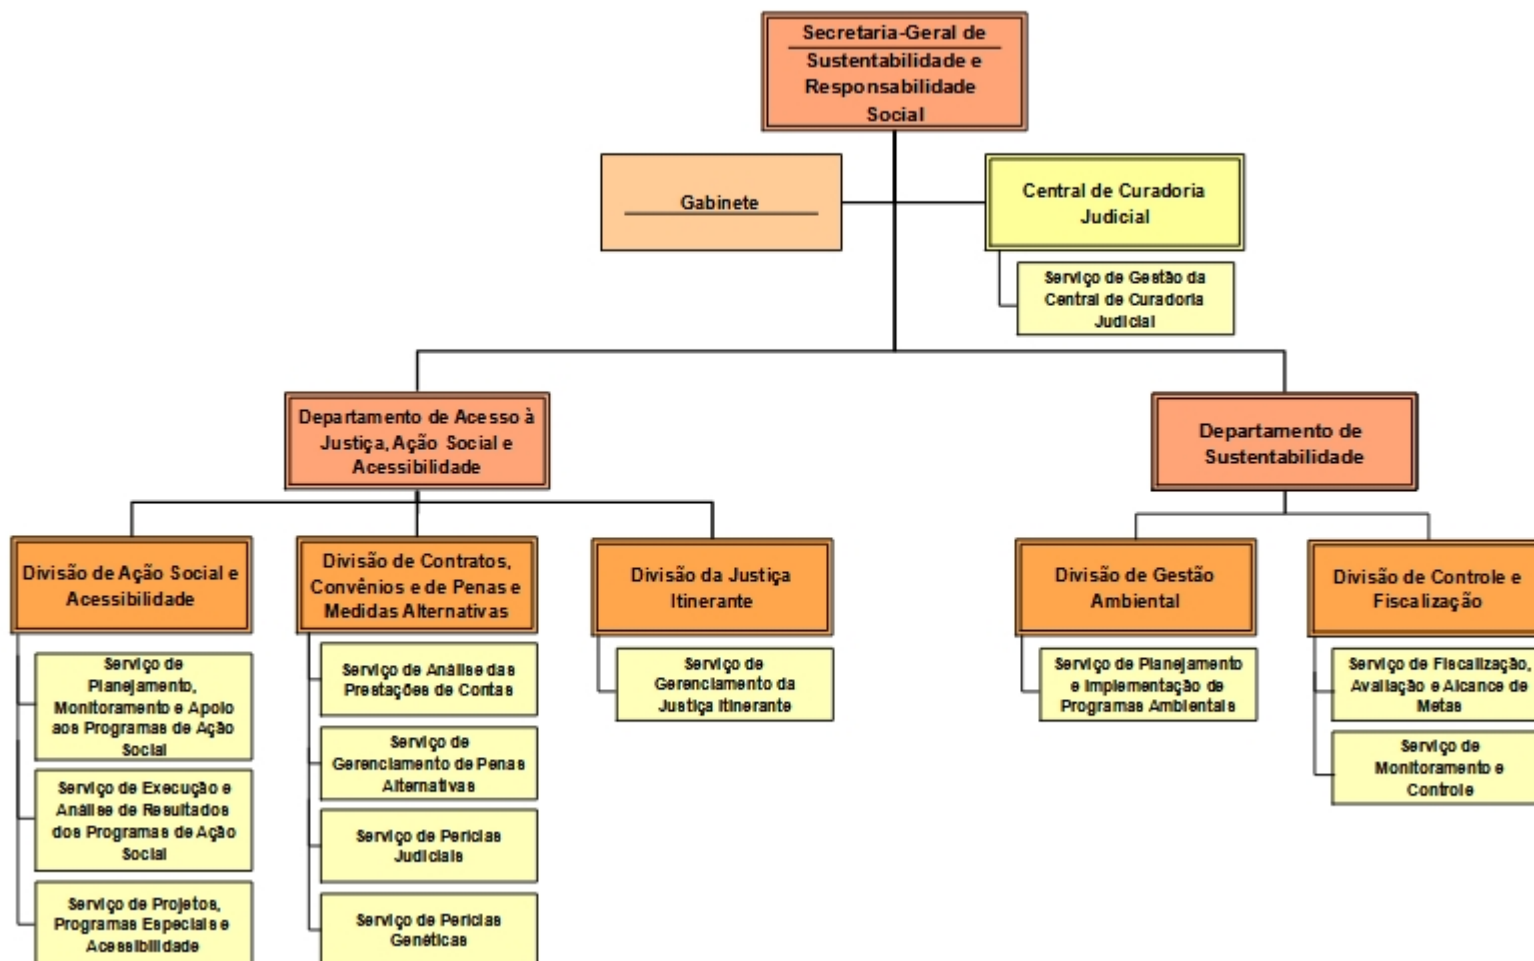 Secretaria-Geral de
Sustentabilidade e
Responsabilidade
Social
Gabinete
Central de Curadoria
Judicial
Serviço de Gestão da
Central de Curadoria
Judicial
Departamento de Acesso à
Justiça, Ação Social e
Acessibilidade
Departamento de
Sustentabilidade
Divisão de Ação Social e
Acessibilidade
Serviço de
Planejamento,
Monitoramento e Apoio
aos Programas de Ação
Social
Serviço de Execução e
Análise de Resultados
dos Programas de Ação
Social
Serviço de Projetos,
Programas Especiais e
Acessibilidade
Divisão de Contratos,
Convênios e de Penas e
Medidas Alternativas
Serviço de Análise das
Prestações de Contas
Serviço de
Gerenciamento de Penas
Alternativas
Serviço de Perícias
Judiciais
Serviço de Perícias
Genéticas
Divisão da Justiça
Itinerante
Serviço de
Gerenciamento da
Justiça Itinerante
Divisão de Gestão
Ambiental
Serviço de Planejamento
e Implementação de
Programas Ambientais
Divisão de Controle e
Fiscalização
Serviço de Fiscalização,
Avaliação e Alcance de
Metas
Serviço de
Monitoramento e
Controle